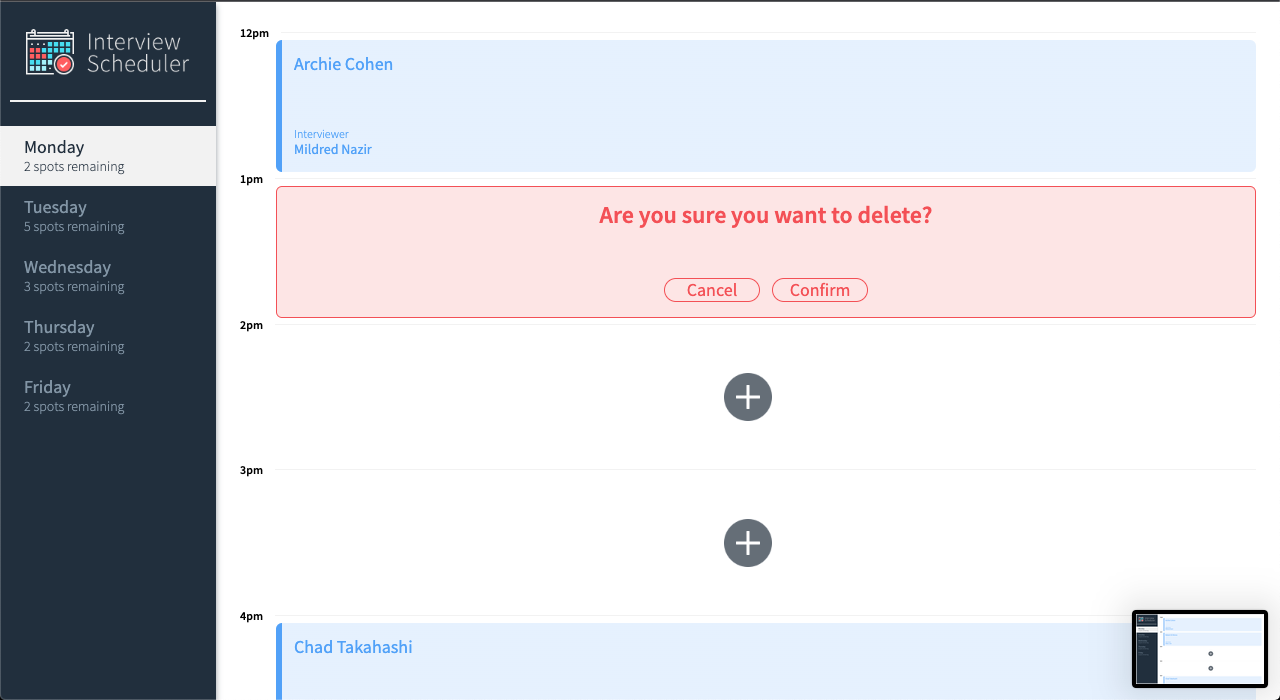 Interview
Scheduler
Monday
2 spots remaining
Tuesday
5 spots remaining
Wednesday
3 spots remaining
Thursday
2 spots remaining
Friday
2 spots remaining
12pm
Archie Cohen
Interviewer
Mildred Nazir
1pm
Are you sure you want to delete?
Cancel Confirm
2pm
3pm
4pm
Chad Takahashi